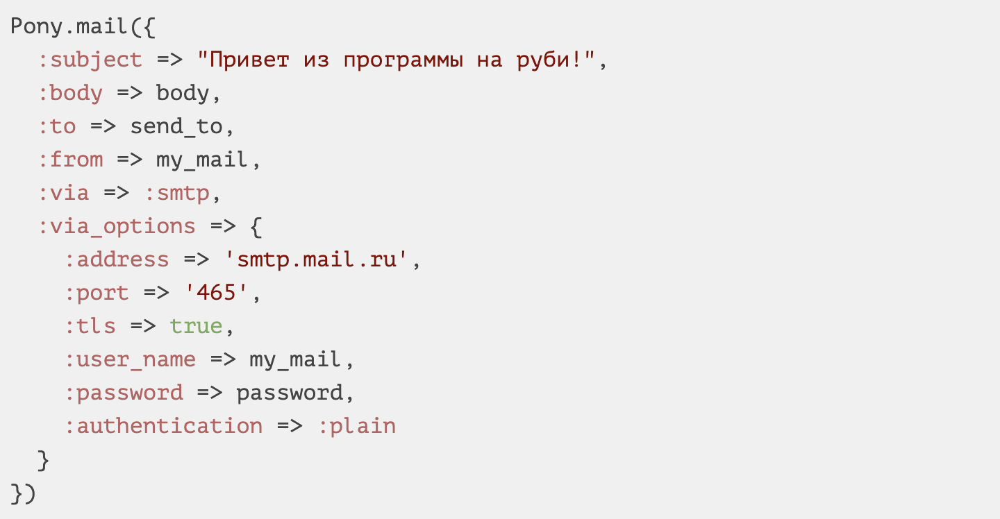 Pony.mail({
  :subject => "Привет из программы на руби!",
  :body => body,
  :to => send_to,
  :from => my_mail,
  :via => :smtp,
  :via_options => {
    :address => 'smtp.mail.ru',
    :port => '465',
    :tls => true,
    :user_name => my_mail,
    :password => password,
    :authentication => :plain
  }
})